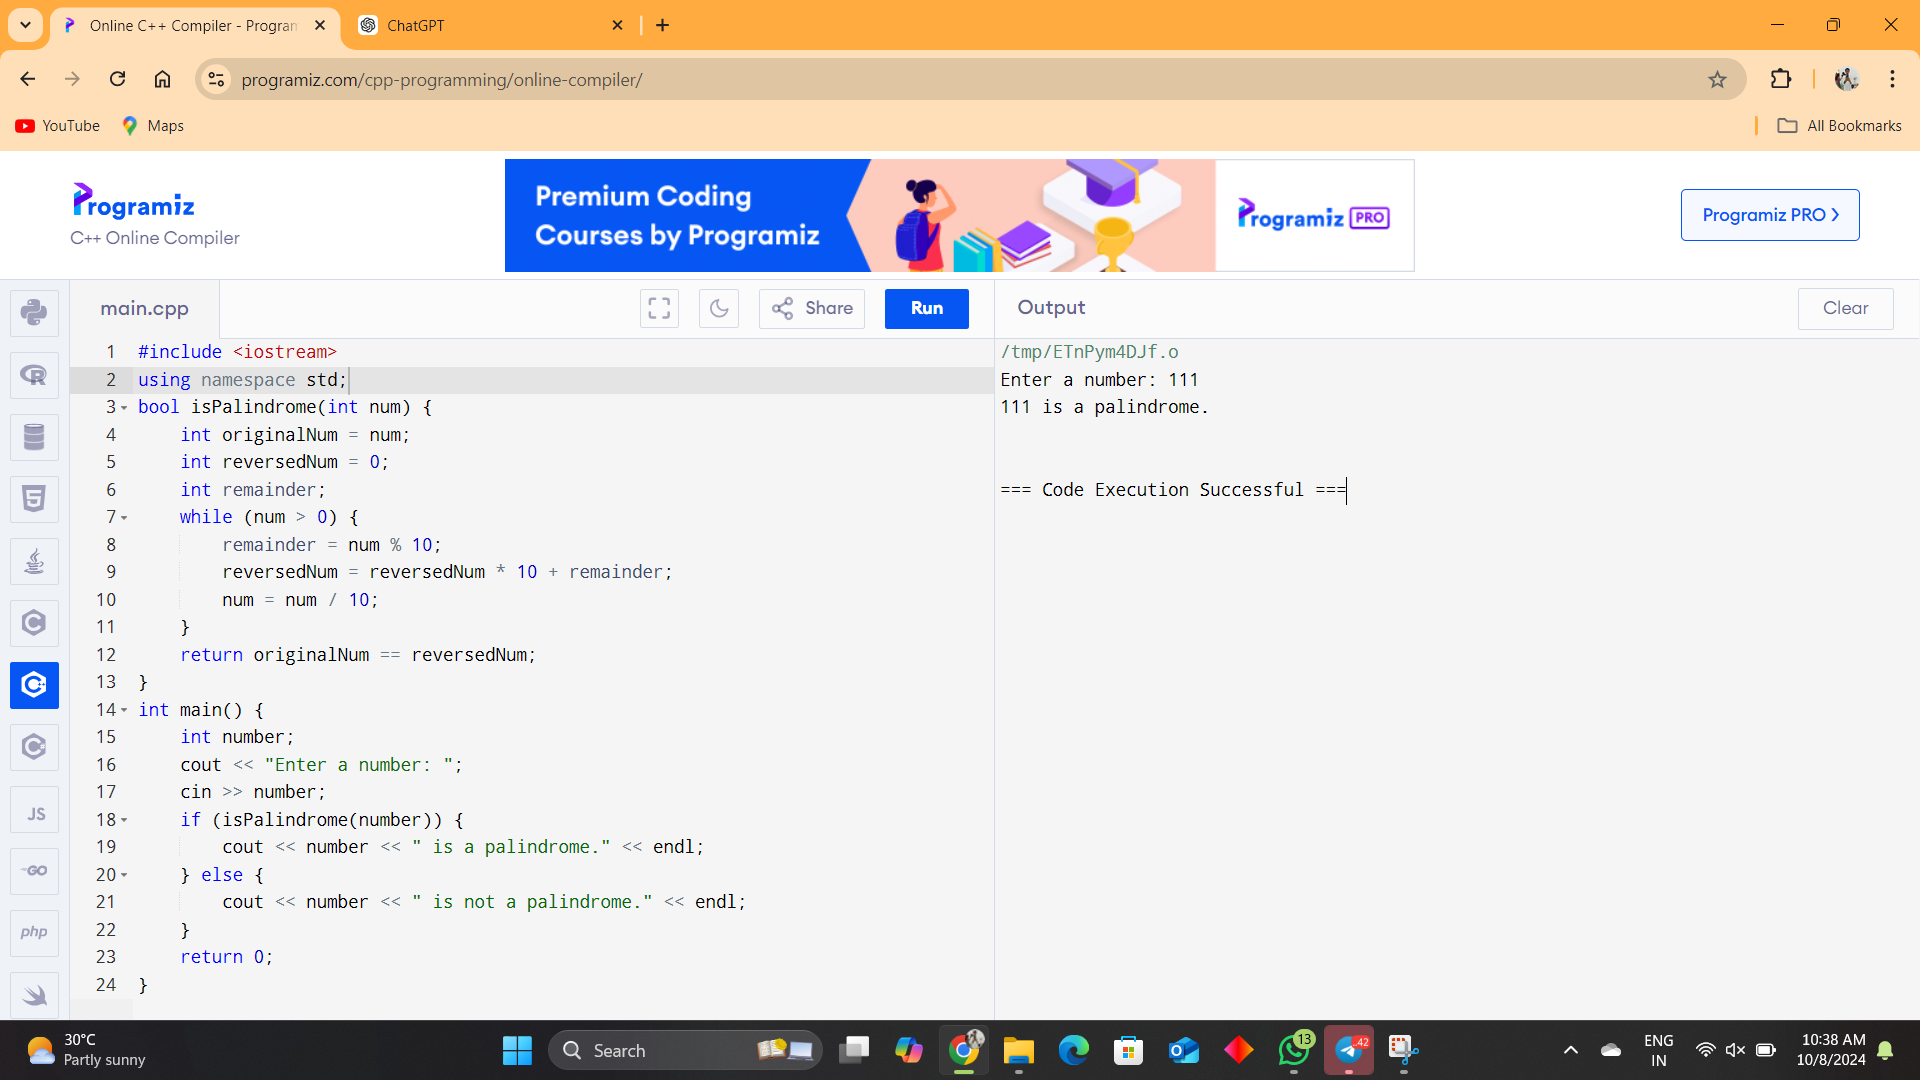 Online C++ Compiler - Program
ChatGPT
programiz.com/cpp-programming/online-compiler/
YouTube
Maps
All Bookmarks
Programiz
C++ Online Compiler
Premium Coding
Courses by Programiz
Programiz PRO
Programiz PRO
main.cpp
Share
Run
Output
Clear
1 #include <iostream>
2 using namespace std;
3 bool isPalindrome(int num) {
4     int originalNum = num;
5     int reversedNum = 0;
6     int remainder;
7     while (num > 0) {
8         remainder = num % 10;
9         reversedNum = reversedNum * 10 + remainder;
10         num = num / 10;
11     }
12     return originalNum == reversedNum;
13 }
14 int main() {
15     int number;
16     cout << "Enter a number: ";
17     cin >> number;
18     if (isPalindrome(number)) {
19         cout << number << " is a palindrome." << endl;
20     } else {
21         cout << number << " is not a palindrome." << endl;
22     }
23     return 0;
24 }
/tmp/ETnPym4DJf.o
Enter a number: 111
111 is a palindrome.
=== Code Execution Successful ===
R
5
C
C
C
JS
GO
php
30°C
Partly sunny
Search
13
42
ENG
IN
10:38 AM
10/8/2024